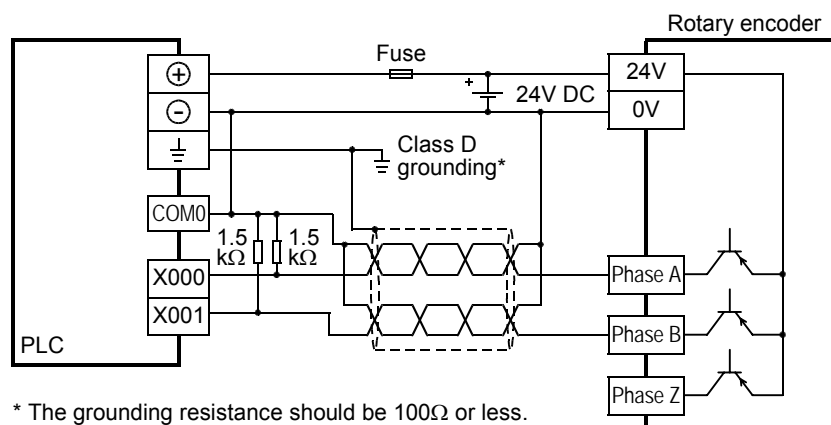 Rotary encoder
Fuse
24V
+
24V DC
0V
Class D
grounding*
COM0
1.5
kΩ
1.5
kΩ
X000
X001
PLC
Phase A
Phase B
Phase Z
* The grounding resistance should be 100Ω or less.